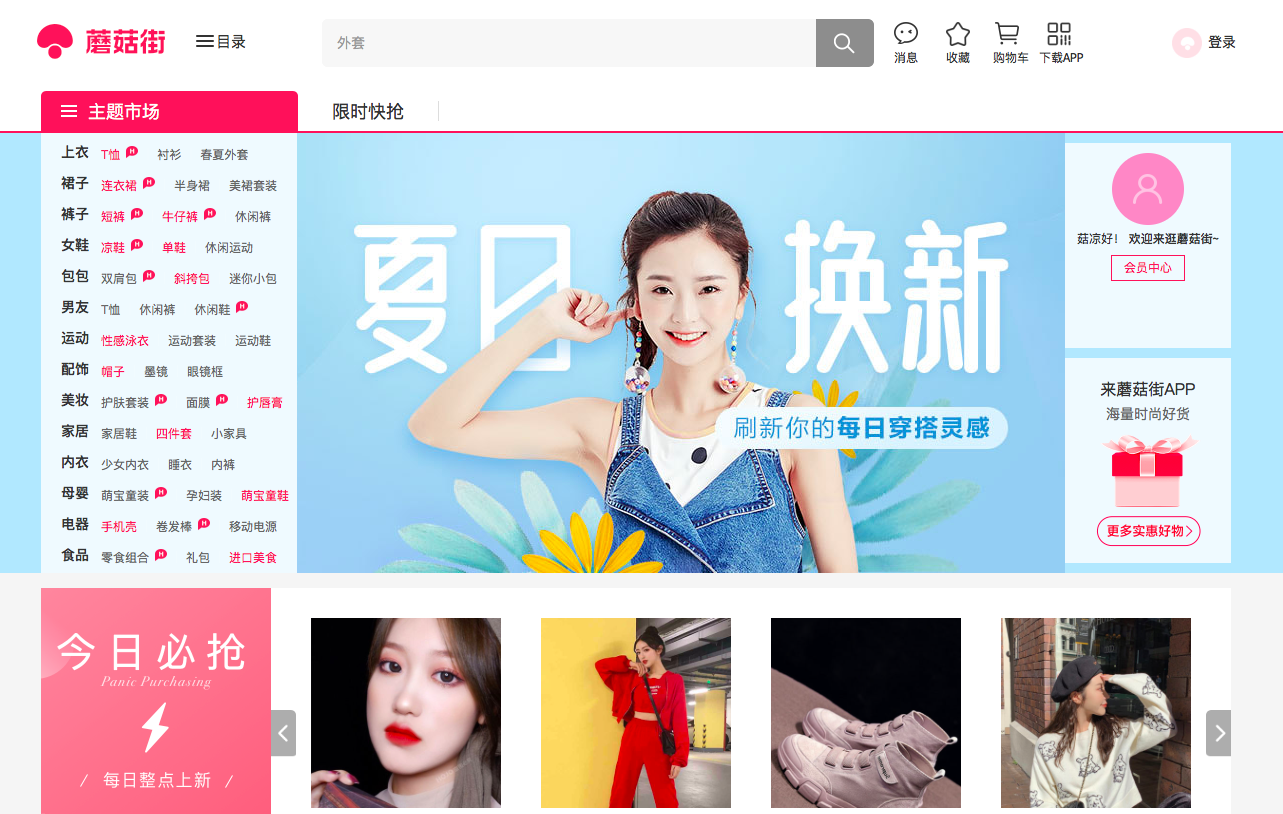 蘑菇街
目录
外套
消息
收藏
购物车
下载APP
登录
主题市场
限时快抢
上衣 T恤 H 衬衫 春夏外套
裙子 连衣裙 H 半身裙 美裙套装
裤子 短裤 H 牛仔裤 H 休闲裤
女鞋 凉鞋 H 单鞋 休闲运动
包包 双肩包 H 斜挎包 迷你小包
男友 T恤 休闲裤 休闲鞋 H
运动 性感泳衣 运动套装 运动鞋
配饰 帽子 墨镜 眼镜框
美妆 护肤套装 H 面膜 H 护唇膏
家居 家居鞋 四件套 小家具
内衣 少女内衣 睡衣 内裤
母婴 萌宝童装 H 孕妇装 萌宝童鞋
电器 手机壳 卷发棒 H 移动电源
食品 零食组合 H 礼包 进口美食
夏日换新
刷新你的每日穿搭灵感
菇凉好! 欢迎来逛蘑菇街~
会员中心
来蘑菇街APP
海量时尚好货
更多实惠好物>
今日必抢
Panic Purchasing
/ 每日整点上新 /